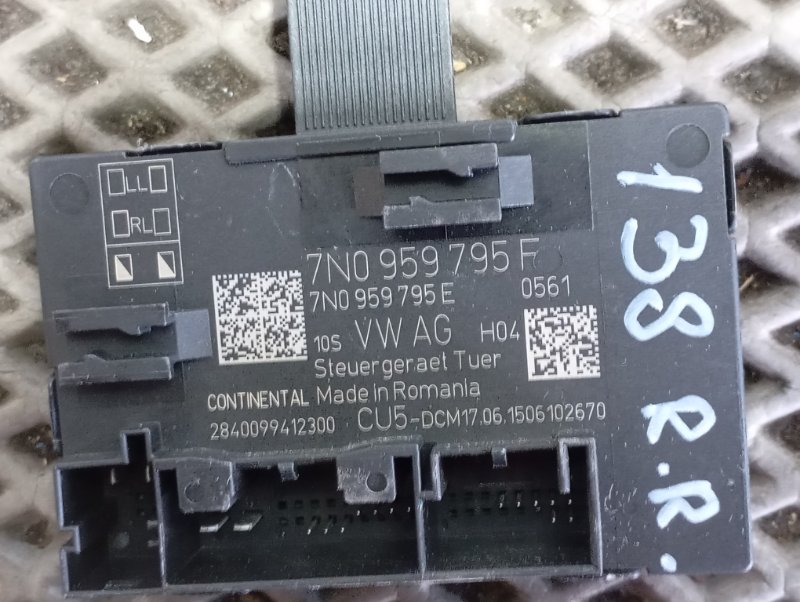 LL
RL
7N0 959 795 F
7N0 959 795 E 0561
10S VW AG H04
Steuergeraet Tuer
CONTINENTAL Made in Romania
2840099412300 CU5-DCM17.06.1506102670
138 R.R.